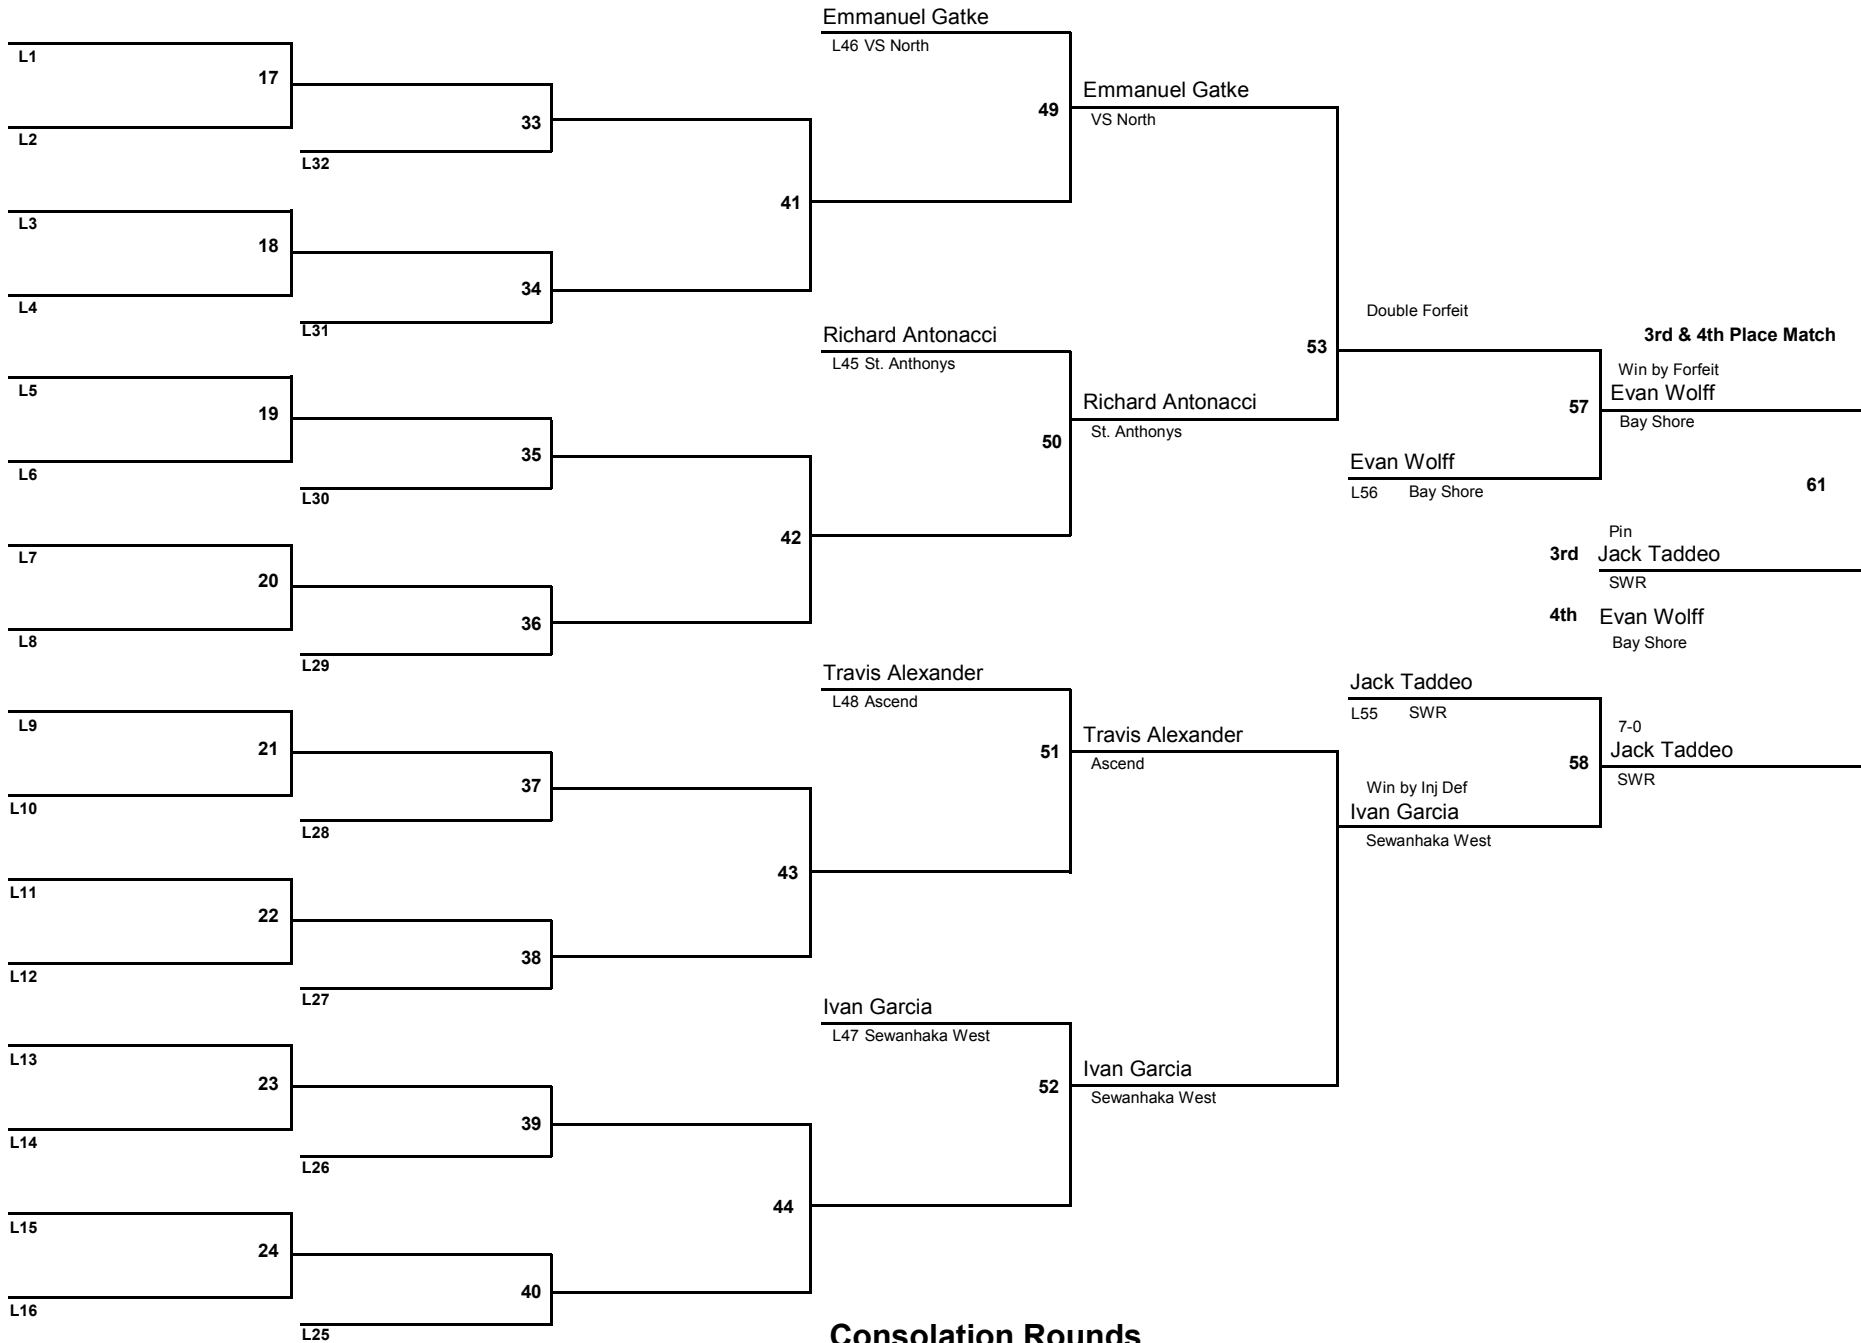 L1
17
L2
33
L32
L3
18
L4
34
L31
41
L5
19
L6
35
L30
L7
20
L8
36
L29
42
L9
21
L10
37
L28
L11
22
L12
38
L27
43
L13
23
L14
39
L26
L15
24
L16
40
L25
44
Emmanuel Gatke
L46 VS North
49
Emmanuel Gatke
VS North
Richard Antonacci
L45 St. Anthonys
50
Richard Antonacci
St. Anthonys
53
Travis Alexander
L48 Ascend
51
Travis Alexander
Ascend
Ivan Garcia
L47 Sewanhaka West
52
Ivan Garcia
Sewanhaka West
Double Forfeit
Evan Wolff
L56 Bay Shore
57
3rd & 4th Place Match
Win by Forfeit
Evan Wolff
Bay Shore
61
Pin
3rd Jack Taddeo
SWR
4th Evan Wolff
Bay Shore
Jack Taddeo
L55 SWR
58
Win by Inj Def
Ivan Garcia
Sewanhaka West
7-0
Jack Taddeo
SWR
Consolation Rounds